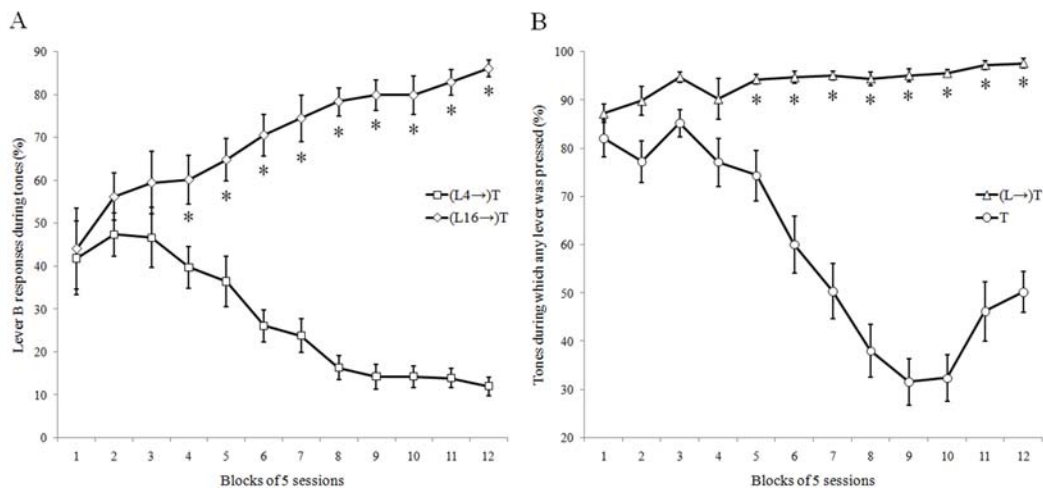 A
Lever B responses during tones (%)
90
80
70
60
50
40
30
20
10
0
* * * * * * * * *
(L4→)T
(L16→)T
1 2 3 4 5 6 7 8 9 10 11 12
Blocks of 5 sessions
B
Tones during which any lever was pressed (%)
100
90
80
70
60
50
40
30
20
* * * * * * * *
(L→)T
T
1 2 3 4 5 6 7 8 9 10 11 12
Blocks of 5 sessions